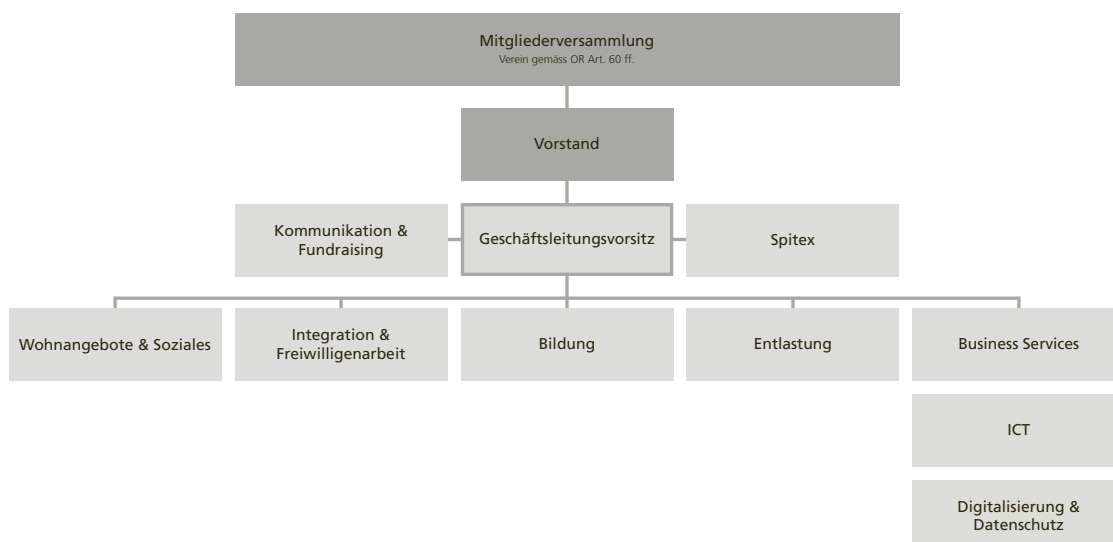 Mitgliederversammlung
Verein gemäss OR Art. 60 ff.
Vorstand
Kommunikation &
Fundraising
Geschäftsleitungsvorsitz
Spitex
Wohnangebote & Soziales
Integration &
Freiwilligenarbeit
Bildung
Entlastung
Business Services
ICT
Digitalisierung &
Datenschutz